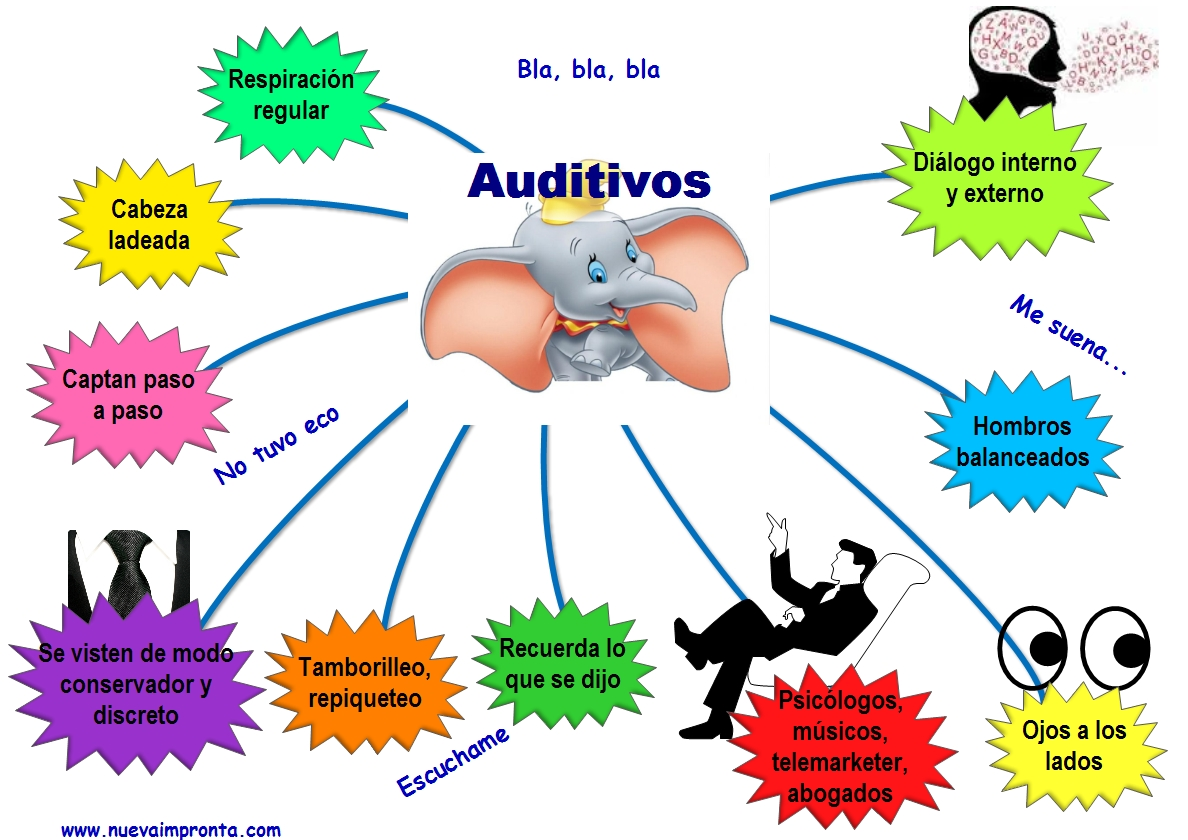 Bla, bla, bla
Auditivos
Respiración
regular
Cabeza
ladeada
Captan paso
a paso
No tuvo eco
Se visten de modo
conservador y
discreto
Tamborilleo,
repiqueteo
Recuerda lo
que se dijo
Escuchame
Psicólogos,
músicos,
telemarketer,
abogados
Ojos a los
lados
Hombros
balanceados
Me suena...
Diálogo interno
y externo
www.nuevaimpronta.com